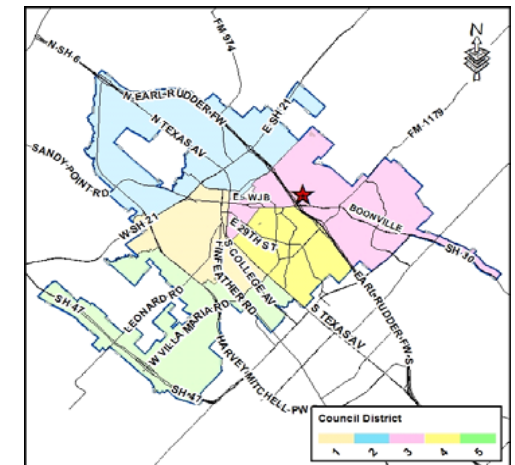 N-SH-6
FM 974
N
N-EARL-RUDDER-FW
E SH 21
N TEXAS-AV
FM-1179
SANDY-POINT-RD
E WJB
BOONVILLE
W-SH 21
E 29TH ST
SH-30
S COLLEGE-AV
FINFEATHER RD
EARL-RUDDER-FW-S
LEONARD RD
SH 47
W VILLA MARIA RD
S TEXAS AV
HARVEY-MITCHELL-PW
SH-47
Council District
1 2 3 4 5